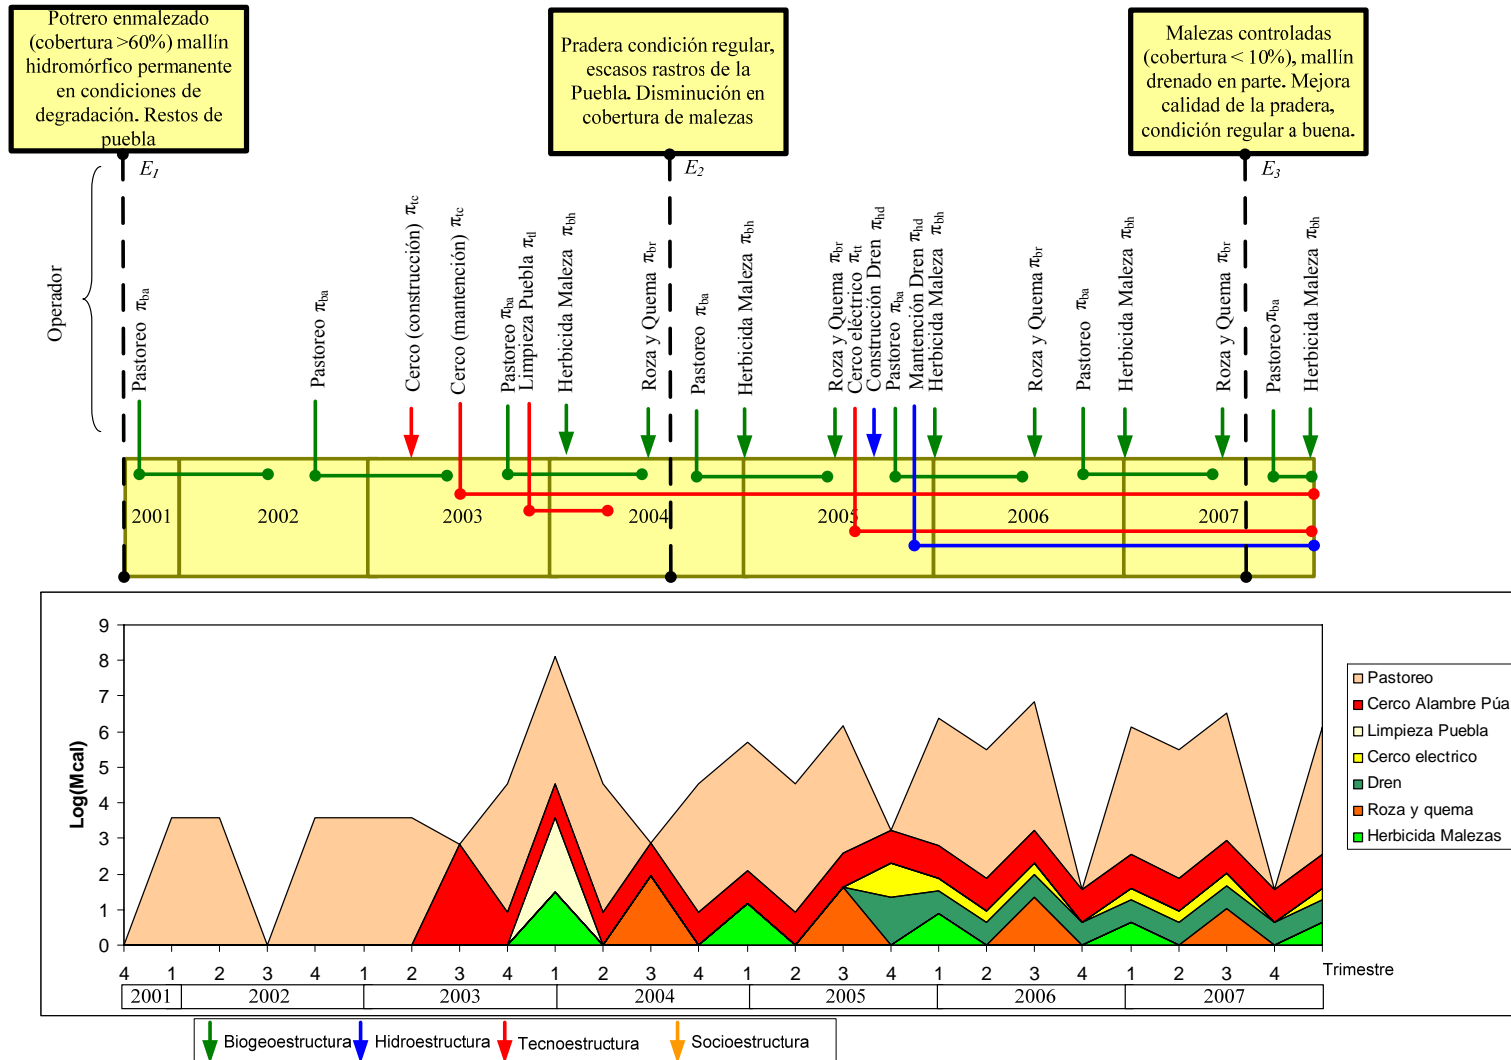 Potrero enmalezado
(cobertura >60%) mallín
hidromórfico permanente
en condiciones de
degradación. Restos de
puebla
Pradera condición regular,
escasos rastros de la
Puebla. Disminución en
cobertura de malezas
Malezas controladas
(cobertura < 10%), mallín
drenado en parte. Mejora
calidad de la pradera,
condición regular a buena.
E1
E2
E3
Operador
Pastoreo πba
Pastoreo πba
Cerco (construcción) πtc
Cerco (mantención) πtc
Pastoreo πba
Limpieza Puebla πtl
Herbicida Maleza πbh
Roza y Quema πbr
Pastoreo πba
Herbicida Maleza πbh
Roza y Quema πbr
Cerco eléctrico πtt
Construcción Dren πhd
Pastoreo πba
Mantención Dren πhd
Herbicida Maleza πbh
Roza y Quema πbr
Pastoreo πba
Herbicida Maleza πbh
Roza y Quema πbr
Pastoreo πba
Herbicida Maleza πbh
2001 2002 2003 2004 2005 2006 2007
Log(Mcal)
9
8
7
6
5
4
3
2
1
0
4 1 2 3 4 1 2 3 4 1 2 3 4 1 2 3 4 1 2 3 4 1 2 3 4 Trimestre
2001 2002 2003 2004 2005 2006 2007
Pastoreo
Cerco Alambre Púa
Limpieza Puebla
Cerco electrico
Dren
Roza y quema
Herbicida Malezas
Biogeoestructura Hidroestructura Tecnoestructura Socioestructura